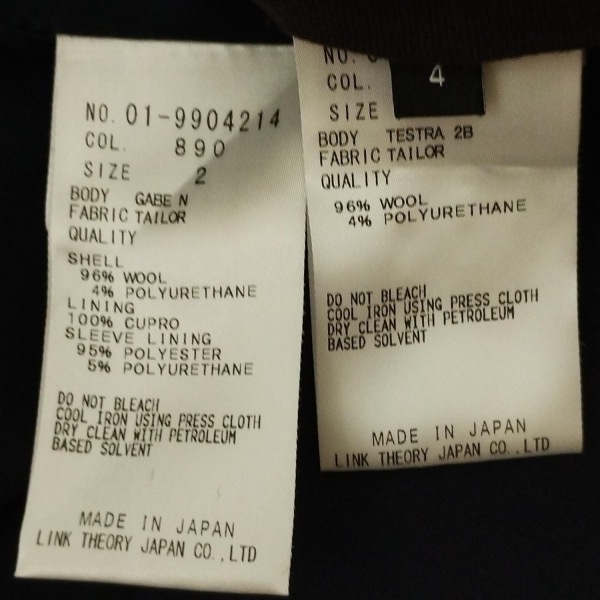 NO. 01-9904214
COL. 890
SIZE 2
BODY GABE N
FABRIC TAILOR
QUALITY
SHELL
96% WOOL
4% POLYURETHANE
LINING
100% CUPRO
SLEEVE LINING
95% POLYESTER
5% POLYURETHANE
DO NOT BLEACH
COOL IRON USING PRESS CLOTH
DRY CLEAN WITH PETROLEUM
BASED SOLVENT
MADE IN JAPAN
LINK THEORY JAPAN CO.,LTD
NO.
COL.
4
SIZE
BODY TESTRA 2B
FABRIC TAILOR
QUALITY
96% WOOL
4% POLYURETHANE
DO NOT BLEACH
COOL IRON USING PRESS CLOTH
DRY CLEAN WITH PETROLEUM
BASED SOLVENT
MADE IN JAPAN
LINK THEORY JAPAN CO.,LTD